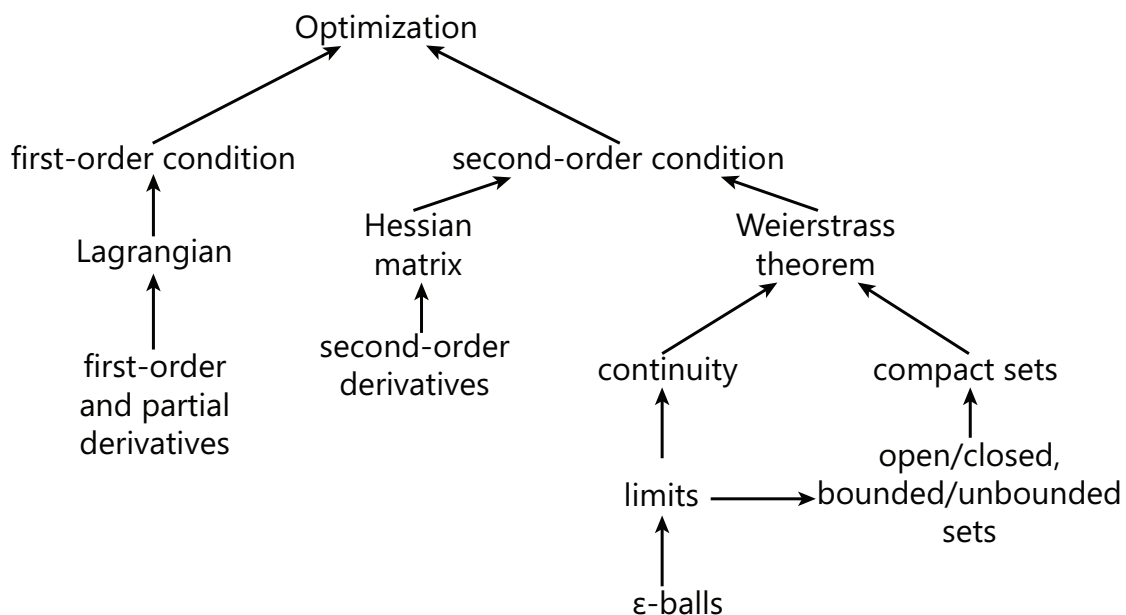 Optimization
first-order condition
second-order condition
Lagrangian
Hessian
matrix
Weierstrass
theorem
first-order
and partial
derivatives
second-order
derivatives
continuity
compact sets
limits
open/closed,
bounded/unbounded
sets
ε-balls